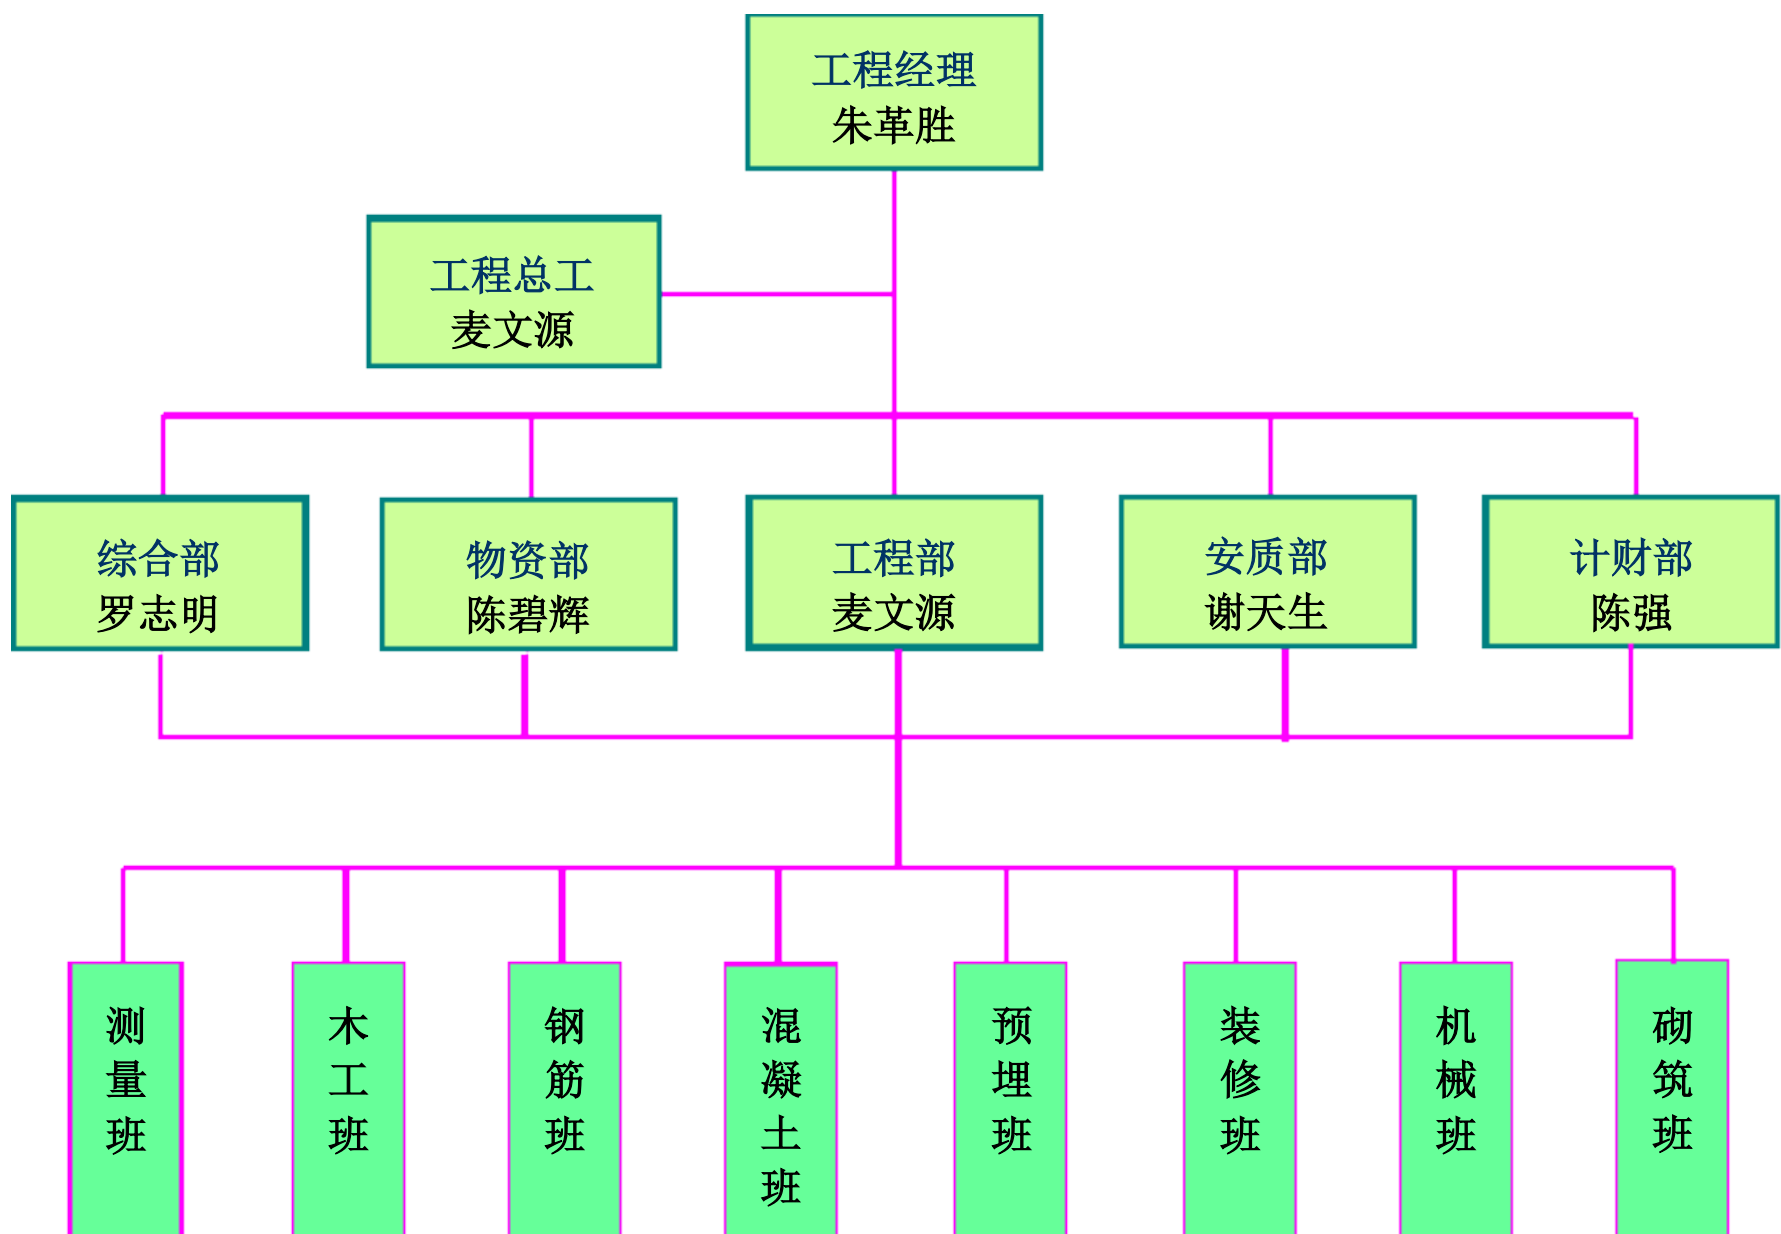 工程经理
朱革胜
工程总工
麦文源
综合部
罗志明
物资部
陈碧辉
工程部
麦文源
安质部
谢天生
计财部
陈强
测量班
木工班
钢筋班
混凝土班
预埋班
装修班
机械班
砌筑班